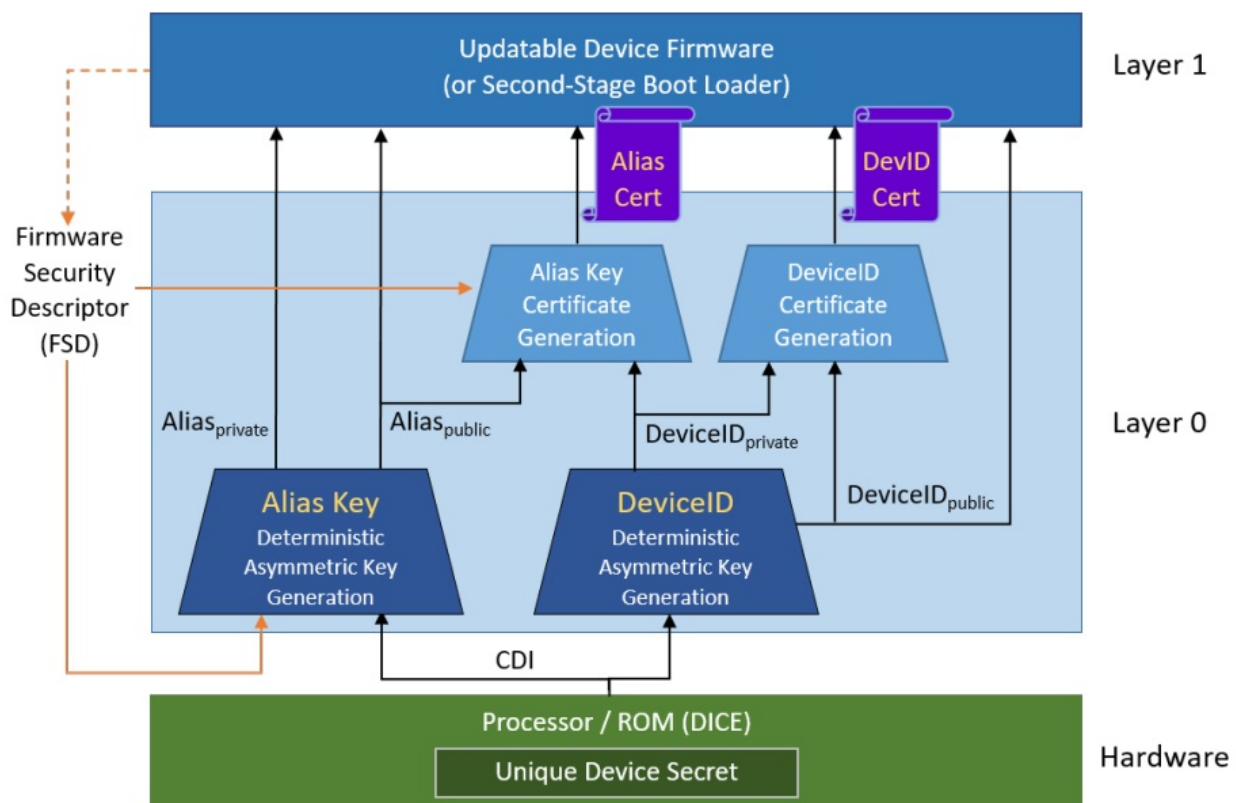 Updatable Device Firmware
(or Second-Stage Boot Loader)
Layer 1
Alias
Cert
DevID
Cert
Firmware
Security
Descriptor
(FSD)
Alias Key
Certificate
Generation
DeviceID
Certificate
Generation
Layer 0
Aliasprivate
Aliaspublic
DeviceIDprivate
DeviceIDpublic
Alias Key
Deterministic
Asymmetric Key
Generation
DeviceID
Deterministic
Asymmetric Key
Generation
CDI
Processor / ROM (DICE)
Unique Device Secret
Hardware